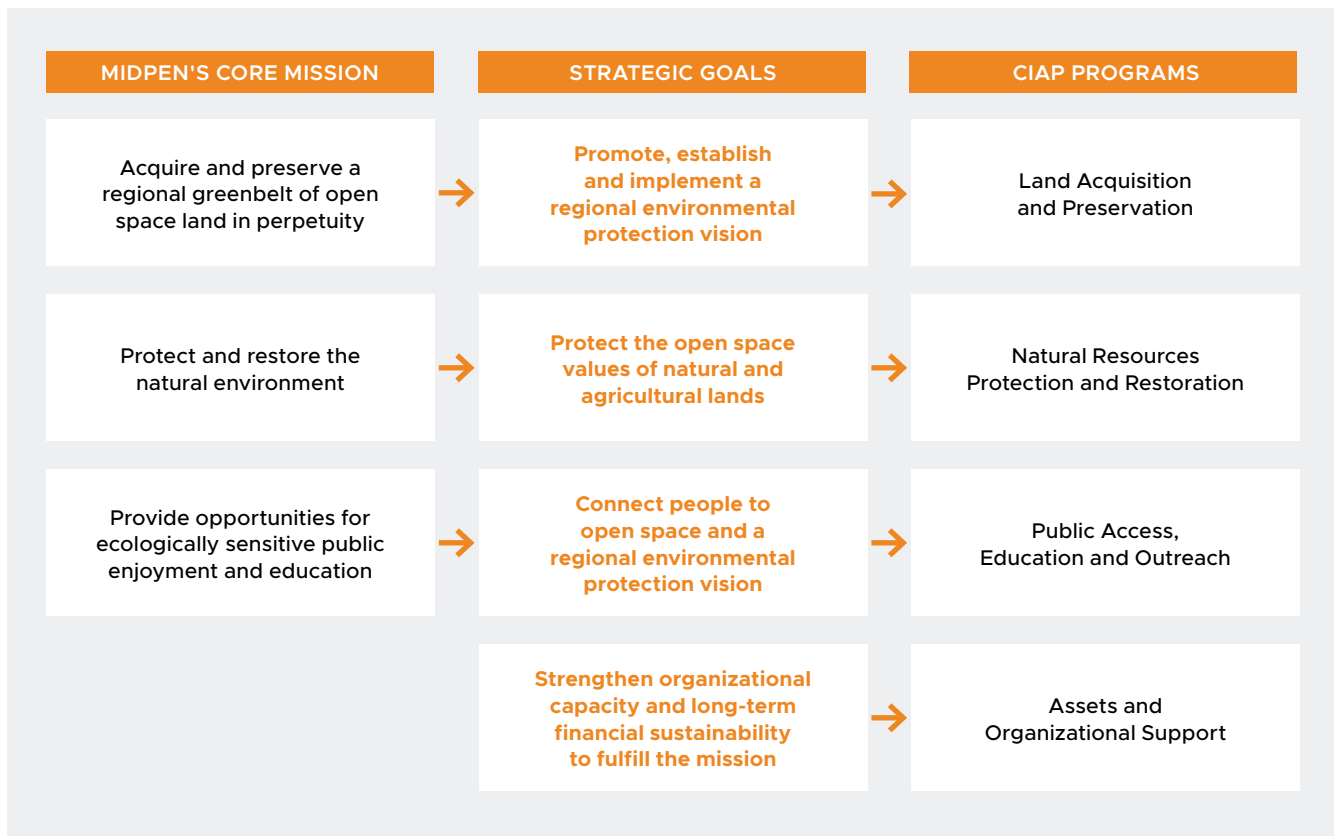 MIDPEN'S CORE MISSION
STRATEGIC GOALS
CIAP PROGRAMS
Acquire and preserve a
regional greenbelt of open
space land in perpetuity
Promote, establish
and implement a
regional environmental
protection vision
Land Acquisition
and Preservation
Protect and restore the
natural environment
Protect the open space
values of natural and
agricultural lands
Natural Resources
Protection and Restoration
Provide opportunities for
ecologically sensitive public
enjoyment and education
Connect people to
open space and a
regional environmental
protection vision
Public Access,
Education and Outreach
Strengthen organizational
capacity and long-term
financial sustainability
to fulfill the mission
Assets and
Organizational Support